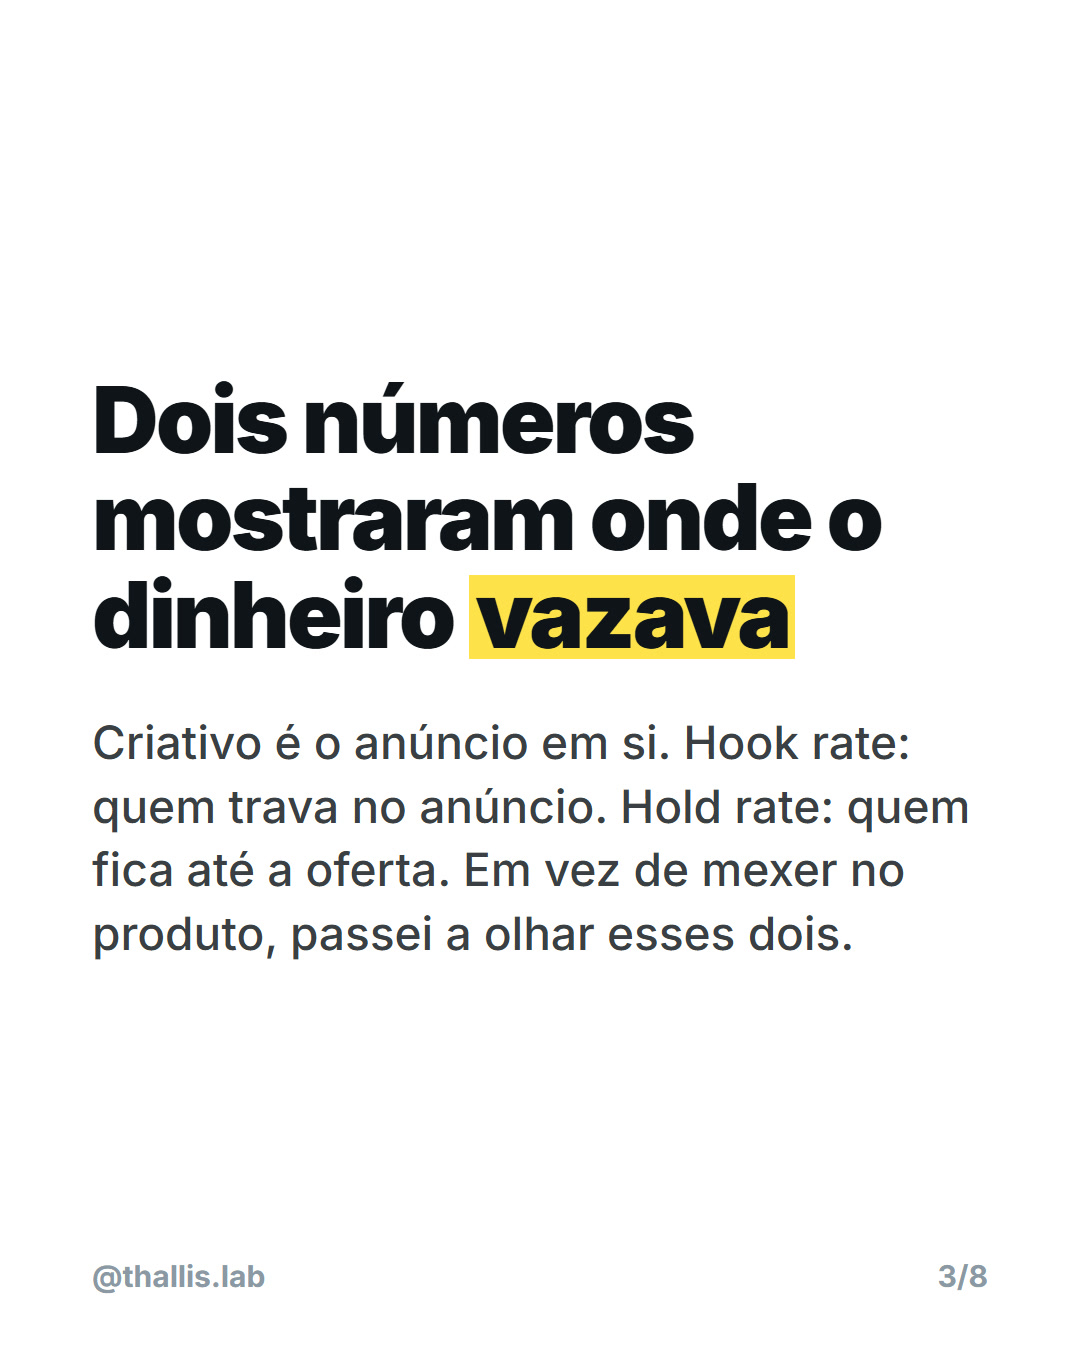 Dois números
mostraram onde o
dinheiro vazava
Criativo é o anúncio em si. Hook rate:
quem trava no anúncio. Hold rate: quem
fica até a oferta. Em vez de mexer no
produto, passei a olhar esses dois.
@thallis.lab
3/8